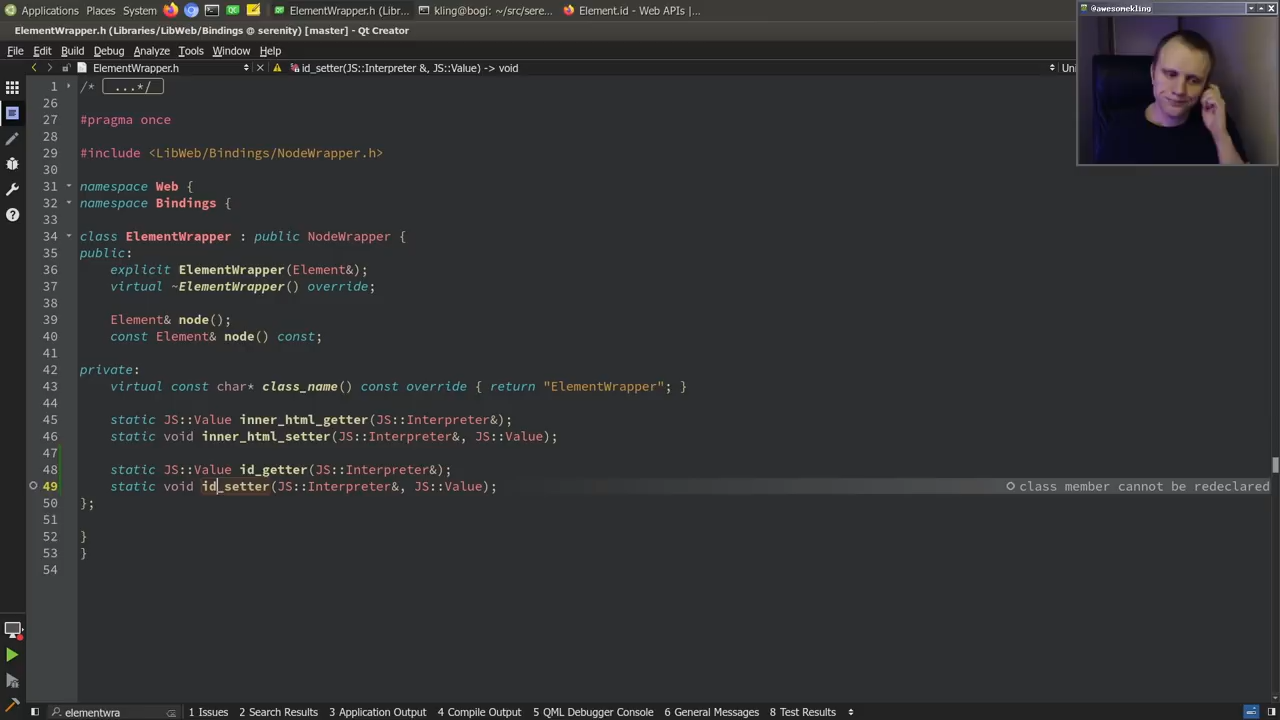 Applications Places System ElementWrapper.h (Libr... kling@bogi: ~/src/sere... Element.id - Web APIs |...
@awesomekling
ElementWrapper.h (Libraries/LibWeb/Bindings @ serenity) [master] - Qt Creator
File Edit Build Debug Analyze Tools Window Help
ElementWrapper.h id_setter(JS::Interpreter &, JS::Value) -> void
1 /* ...*/
26
27 #pragma once
28
29 #include <LibWeb/Bindings/NodeWrapper.h>
30
31 namespace Web {
32 namespace Bindings {
33
34 class ElementWrapper : public NodeWrapper {
35 public:
36 explicit ElementWrapper(Element&);
37 virtual ~ElementWrapper() override;
38
39 Element& node();
40 const Element& node() const;
41
42 private:
43 virtual const char* class_name() const override { return "ElementWrapper"; }
44
45 static JS::Value inner_html_getter(JS::Interpreter&);
46 static void inner_html_setter(JS::Interpreter&, JS::Value);
47
48 static JS::Value id_getter(JS::Interpreter&);
49 static void id_setter(JS::Interpreter&, JS::Value); class member cannot be redeclared
50 };
51
52 }
53 }
54
elementwra 1 Issues 2 Search Results 3 Application Output 4 Compile Output 5 QML Debugger Console 6 General Messages 8 Test Results